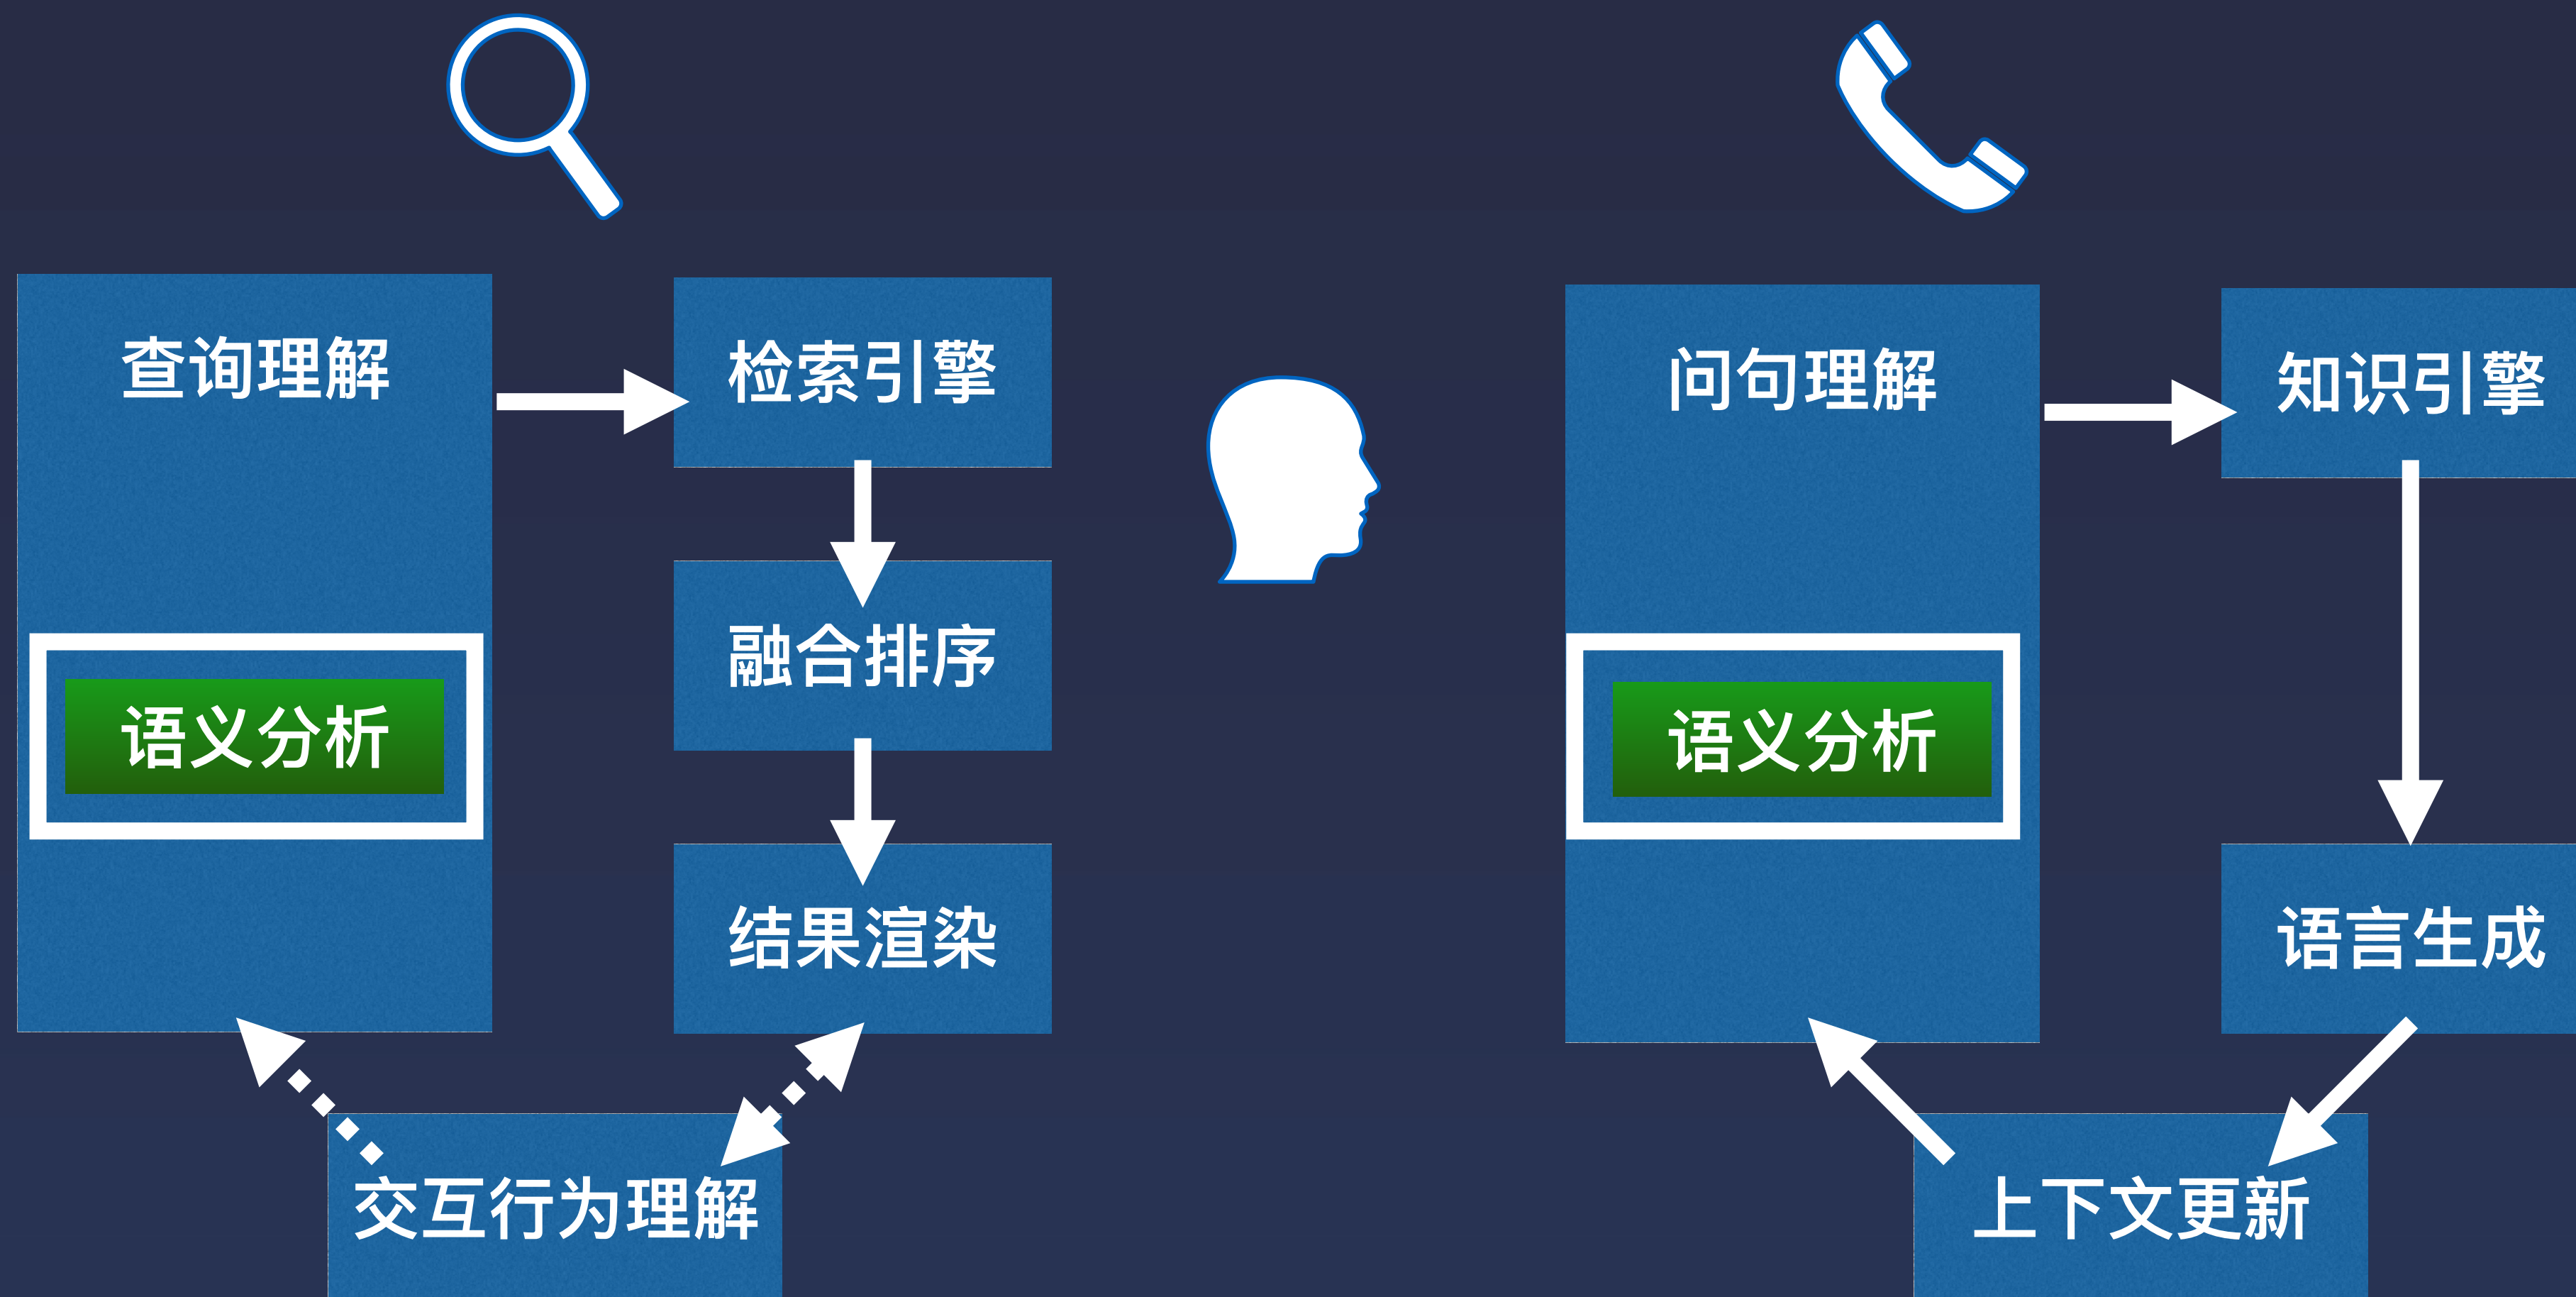 查询理解
语义分析
检索引擎
融合排序
结果渲染
交互行为理解
问句理解
语义分析
知识引擎
语言生成
上下文更新